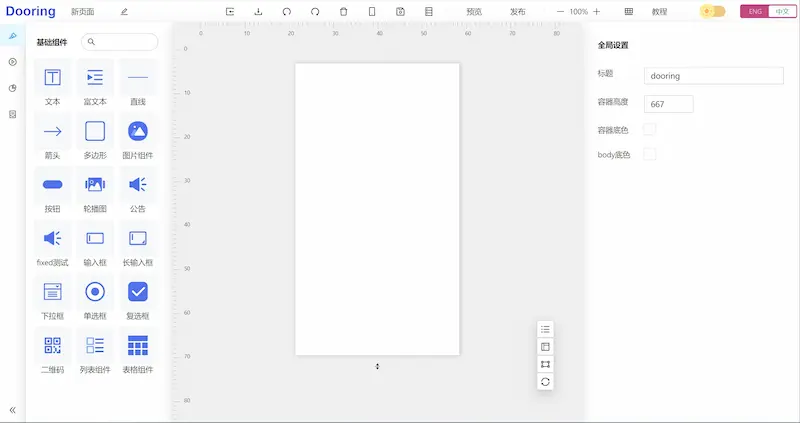 Dooring
新页面
预览
发布
100%
教程
ENG
中文
基础组件
文本
富文本
直线
箭头
多边形
图片组件
按钮
轮播图
公告
fixed测试
输入框
长输入框
下拉框
单选框
复选框
二维码
列表组件
表格组件
0 10 20 30 40 50 60 70 80
0
10
20
30
40
50
60
70
80
全局设置
标题
dooring
容器高度
667
容器底色
body底色